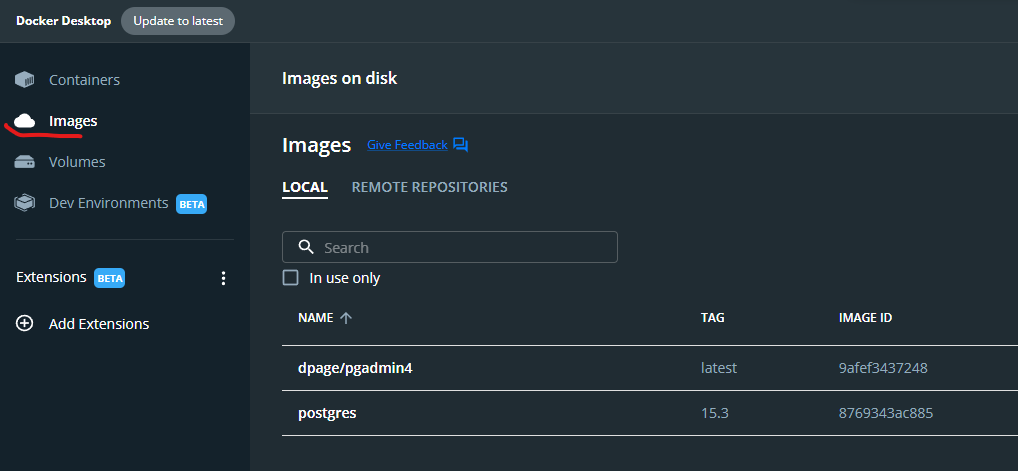 Docker Desktop Update to latest
Containers
Images
Volumes
Dev Environments BETA
Extensions BETA
Add Extensions
Images on disk
Images Give Feedback
LOCAL REMOTE REPOSITORIES
Search
In use only
NAME TAG IMAGE ID
dpage/pgadmin4 latest 9afef3437248
postgres 15.3 8769343ac885